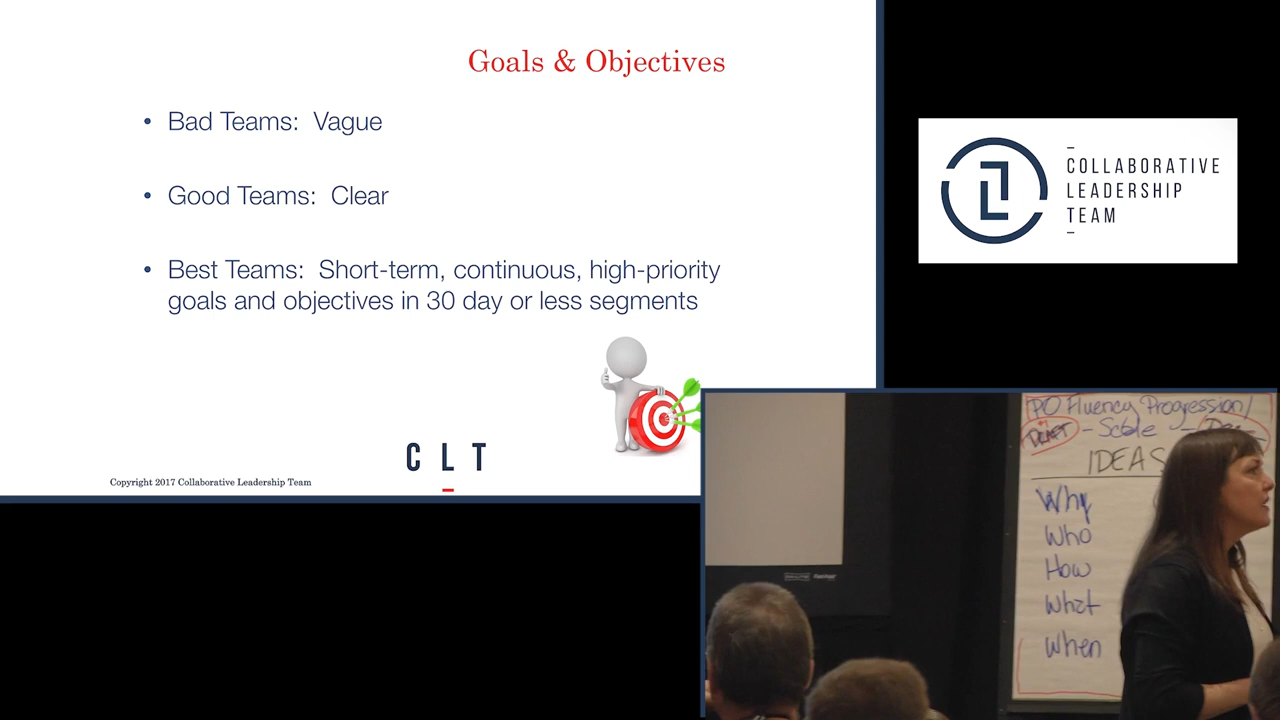 Goals & Objectives
• Bad Teams: Vague
• Good Teams: Clear
• Best Teams: Short-term, continuous, high-priority
goals and objectives in 30 day or less segments
CLT
Copyright 2017 Collaborative Leadership Team
COLLABORATIVE
LEADERSHIP
TEAM
PO Fluency Progression/
#1
DRAFT - Scale -
IDEAS
Why
Who
How
What
When